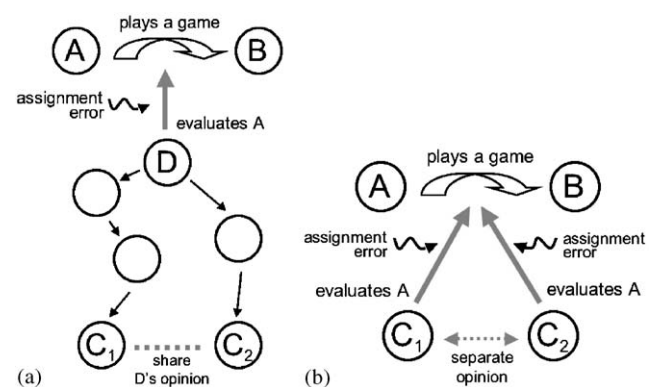 plays a game
A
B
assignment
error
evaluates A
D
C1
C2
share
D's opinion
(a)
plays a game
A
B
assignment
error
assignment
error
evaluates A
evaluates A
C1
C2
separate
opinion
(b)